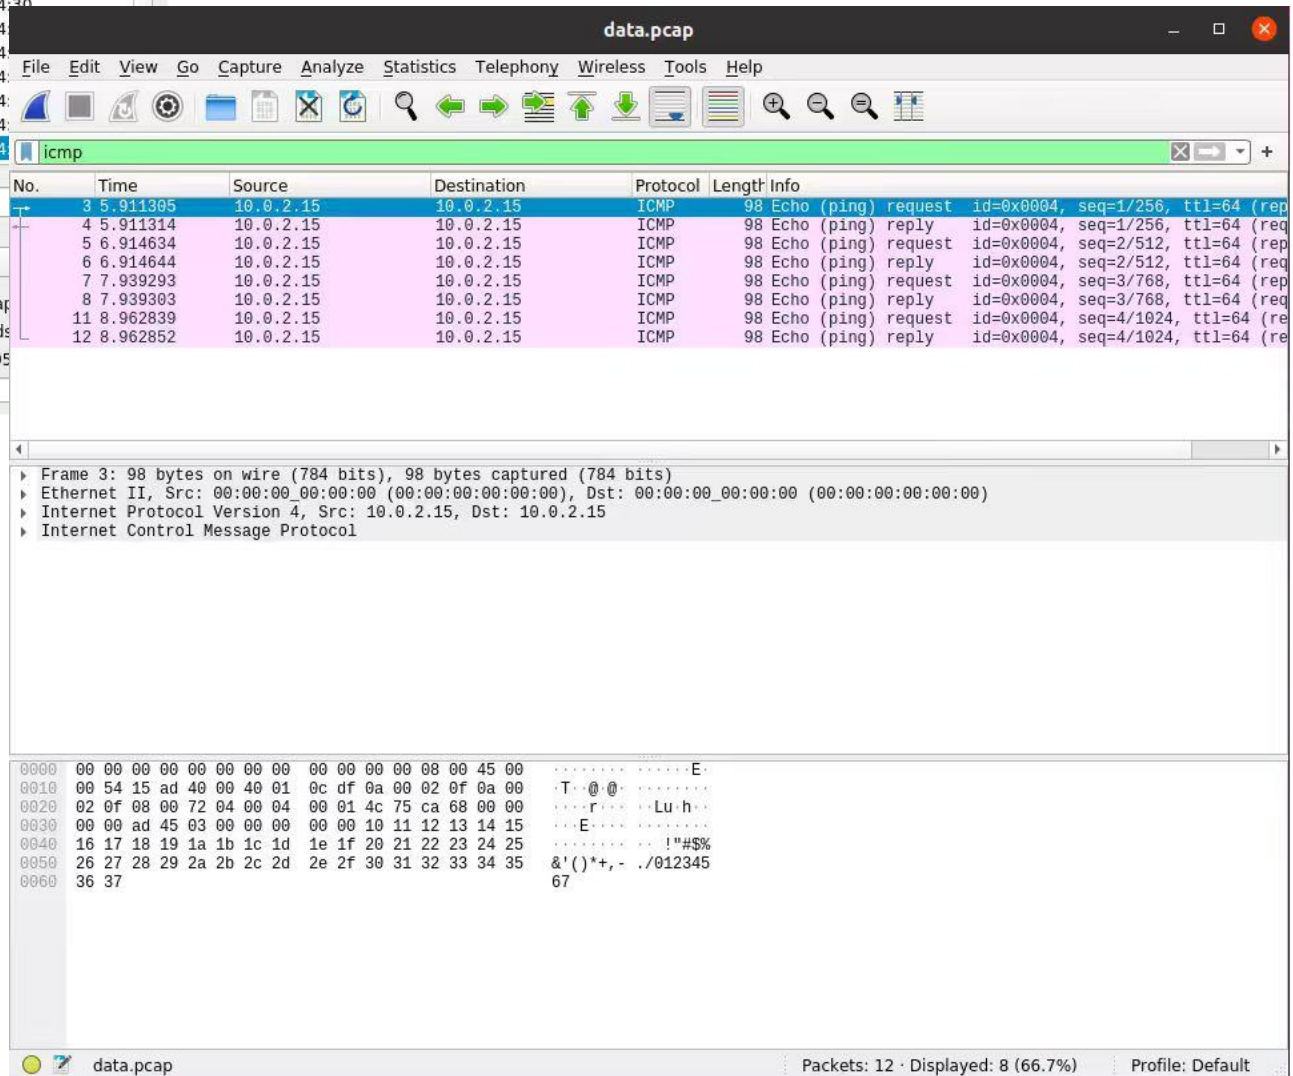 data.pcap
File Edit View Go Capture Analyze Statistics Telephony Wireless Tools Help
icmp
No. Time Source Destination Protocol Length Info
3 5.911305 10.0.2.15 10.0.2.15 ICMP 98 Echo (ping) request id=0x0004, seq=1/256, ttl=64 (rep
4 5.911314 10.0.2.15 10.0.2.15 ICMP 98 Echo (ping) reply id=0x0004, seq=1/256, ttl=64 (req
5 6.914634 10.0.2.15 10.0.2.15 ICMP 98 Echo (ping) request id=0x0004, seq=2/512, ttl=64 (rep
6 6.914644 10.0.2.15 10.0.2.15 ICMP 98 Echo (ping) reply id=0x0004, seq=2/512, ttl=64 (req
7 7.939293 10.0.2.15 10.0.2.15 ICMP 98 Echo (ping) request id=0x0004, seq=3/768, ttl=64 (rep
8 7.939303 10.0.2.15 10.0.2.15 ICMP 98 Echo (ping) reply id=0x0004, seq=3/768, ttl=64 (req
11 8.962839 10.0.2.15 10.0.2.15 ICMP 98 Echo (ping) request id=0x0004, seq=4/1024, ttl=64 (re
12 8.962852 10.0.2.15 10.0.2.15 ICMP 98 Echo (ping) reply id=0x0004, seq=4/1024, ttl=64 (re
Frame 3: 98 bytes on wire (784 bits), 98 bytes captured (784 bits)
Ethernet II, Src: 00:00:00_00:00:00 (00:00:00:00:00:00), Dst: 00:00:00_00:00:00 (00:00:00:00:00:00)
Internet Protocol Version 4, Src: 10.0.2.15, Dst: 10.0.2.15
Internet Control Message Protocol
0000 00 00 00 00 00 00 00 00 00 00 00 00 08 00 45 00 ········ ······E·
0010 00 54 15 ad 40 00 40 01 0c df 0a 00 02 0f 0a 00 ·T··@·@· ········
0020 02 0f 08 00 72 04 00 04 00 01 4c 75 ca 68 00 00 ····r··· ··Lu·h··
0030 00 00 ad 45 03 00 00 00 00 00 10 11 12 13 14 15 ···E···· ········
0040 16 17 18 19 1a 1b 1c 1d 1e 1f 20 21 22 23 24 25 ········ ·· !"#$%
0050 26 27 28 29 2a 2b 2c 2d 2e 2f 30 31 32 33 34 35 &'()*+,- ./012345
0060 36 37 67
data.pcap Packets: 12 · Displayed: 8 (66.7%) Profile: Default